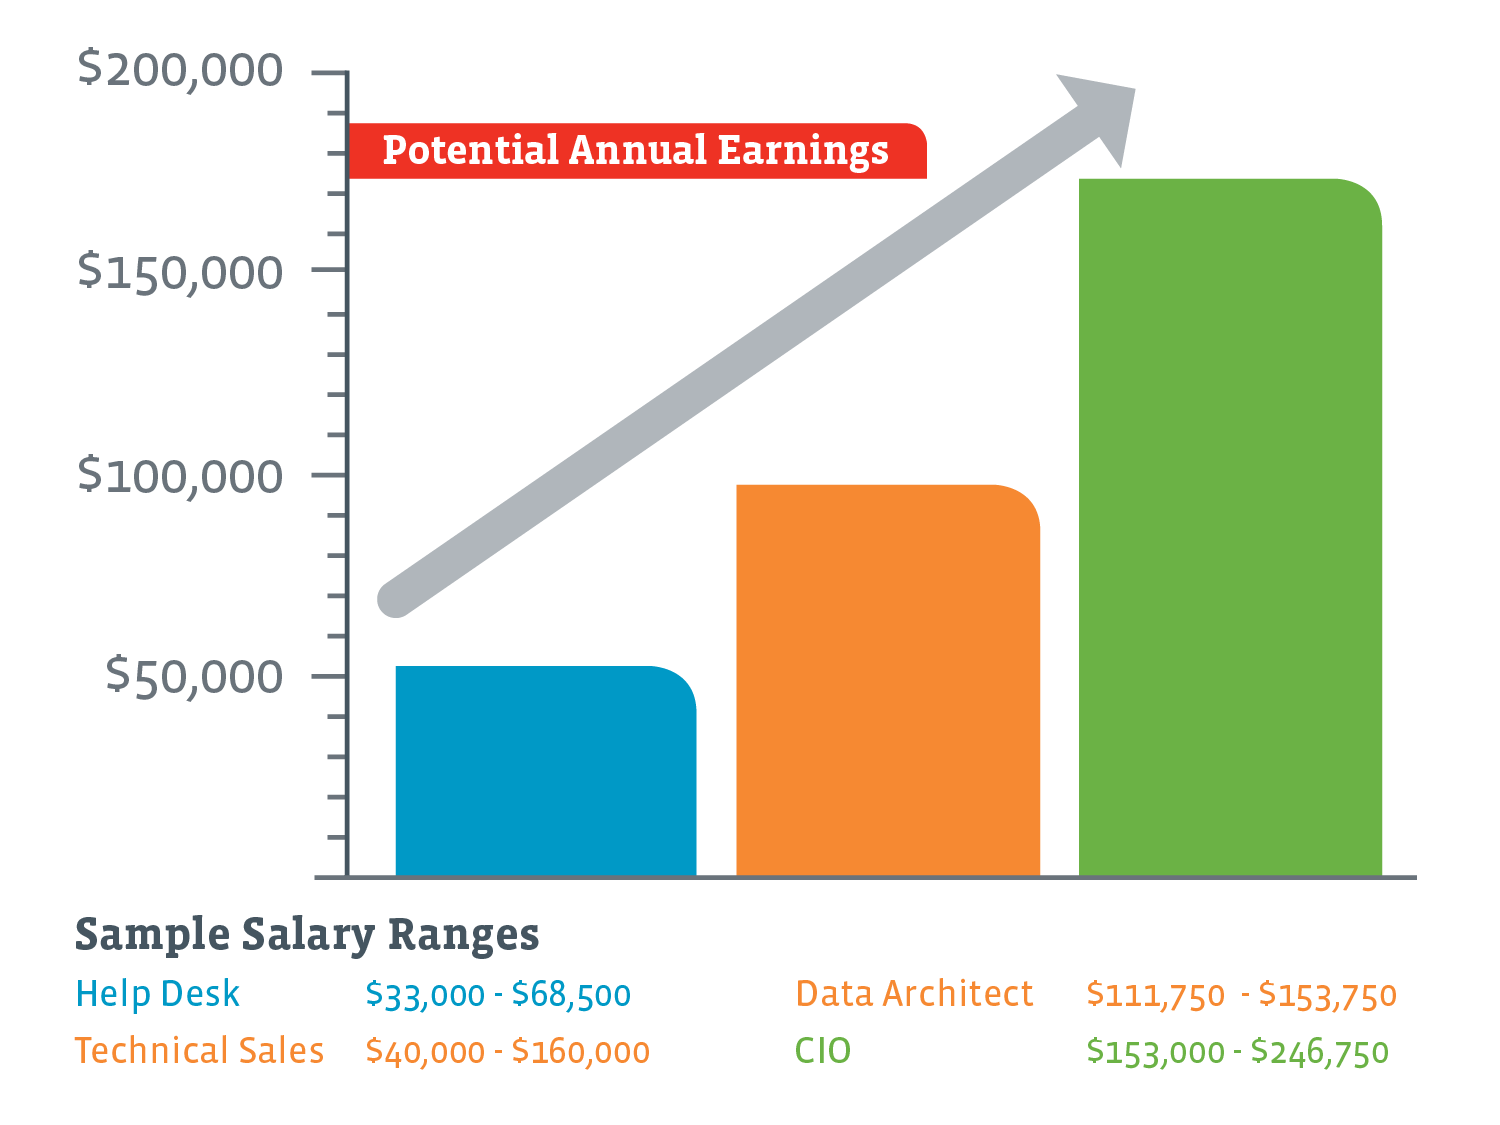 $200,000
Potential Annual Earnings
$150,000
$100,000
$50,000
Sample Salary Ranges
Help Desk $33,000 - $68,500 Data Architect $111,750 - $153,750
Technical Sales $40,000 - $160,000 CIO $153,000 - $246,750